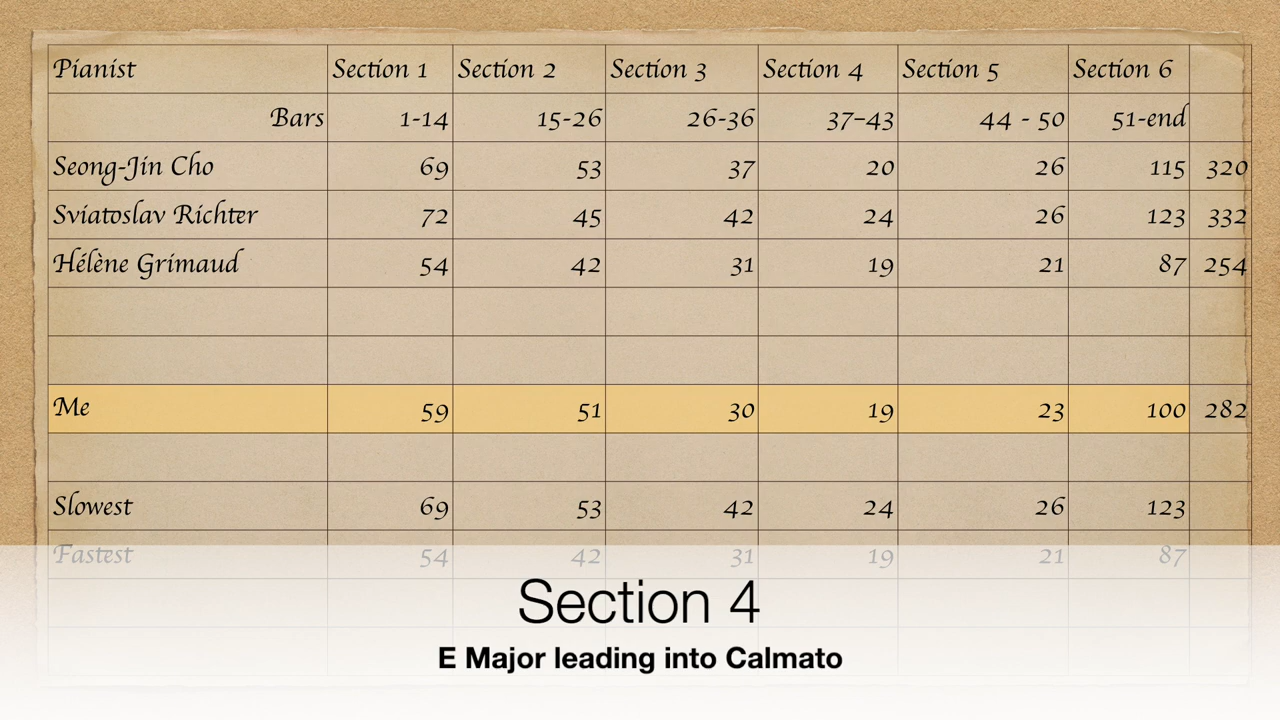 Pianist Section 1 Section 2 Section 3 Section 4 Section 5 Section 6
Bars 1-14 15-26 26-36 37–43 44 - 50 51-end
Seong-Jin Cho 69 53 37 20 26 115 320
Sviatoslav Richter 72 45 42 24 26 123 332
Hélène Grimaud 54 42 31 19 21 87 254
Me 59 51 30 19 23 100 282
Slowest 69 53 42 24 26 123
Fastest 54 42 31 19 21 87
Section 4
E Major leading into Calmato